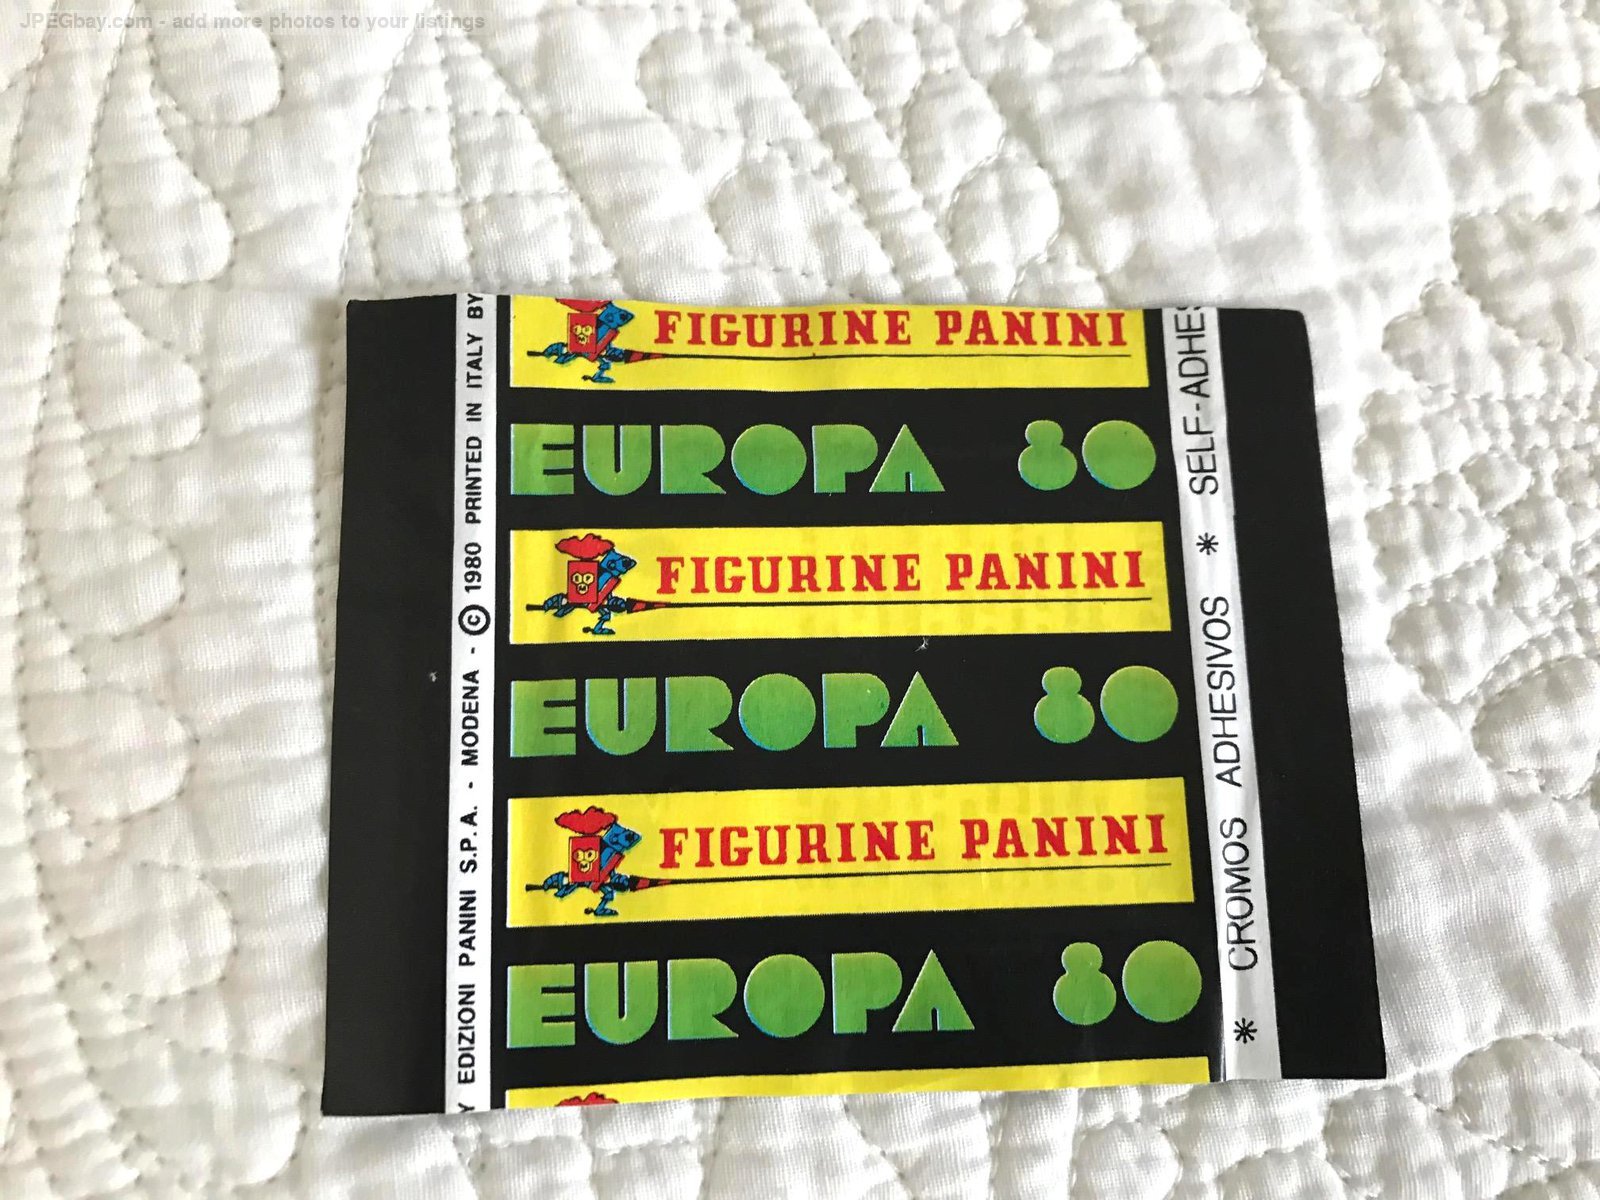 JPEGbay.com - add more photos to your listings
FIGURINE PANINI
EUROPA 80
FIGURINE PANINI
EUROPA 80
FIGURINE PANINI
EUROPA 80
Y EDIZIONI PANINI S.P.A. - MODENA - © 1980 PRINTED IN ITALY BY
* CROMOS ADHESIVOS * SELF-ADHES